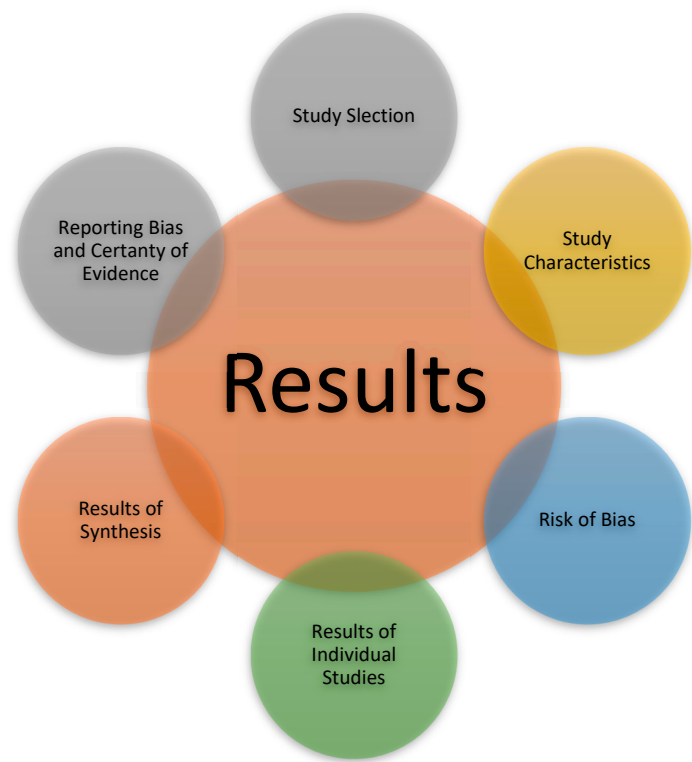 Study Slection
Study
Characteristics
Risk of Bias
Results of
Individual
Studies
Results of
Synthesis
Reporting Bias
and Certanty of
Evidence
Results